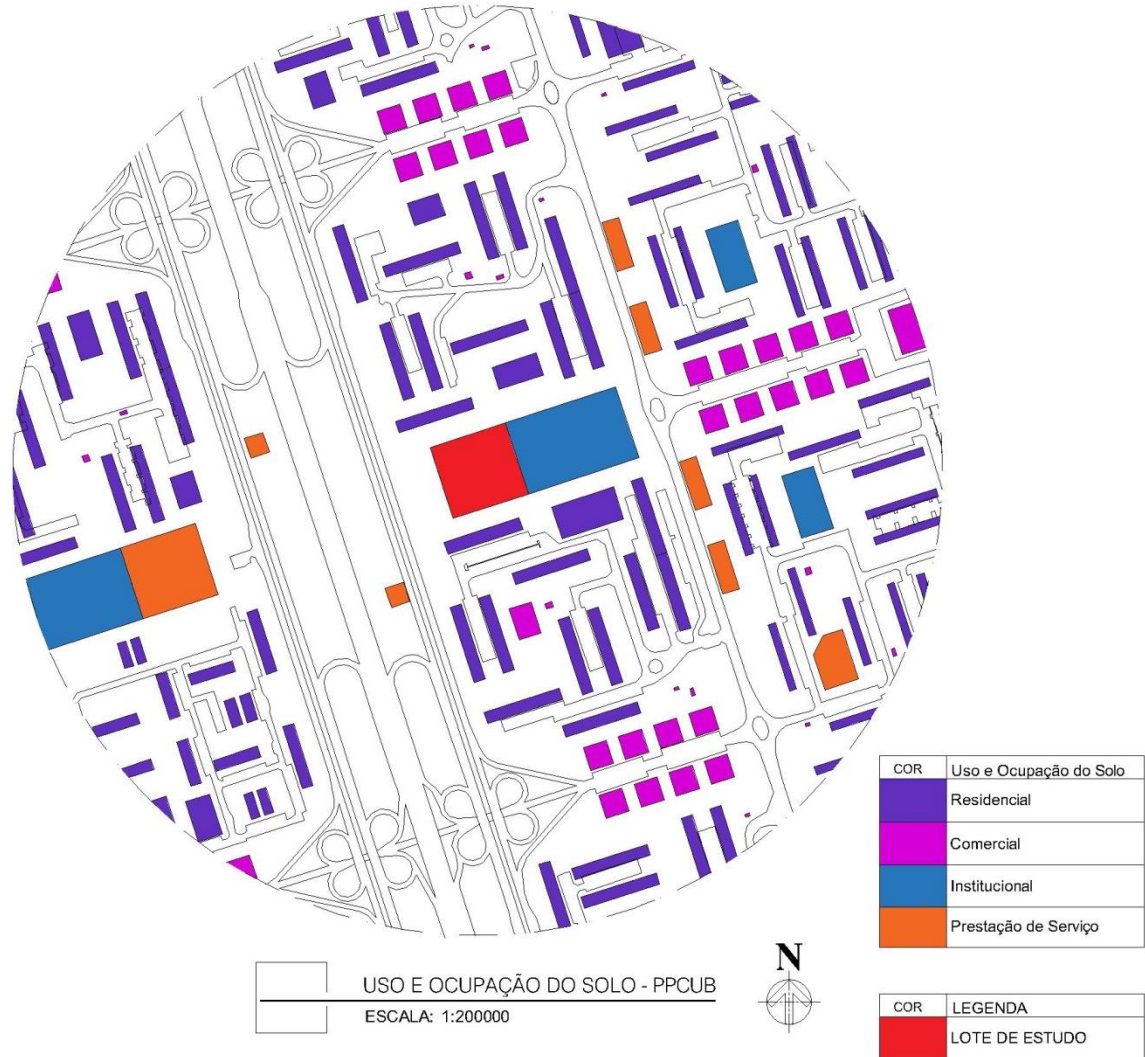 COR Uso e Ocupação do Solo
Residencial
Comercial
Institucional
Prestação de Serviço
USO E OCUPAÇÃO DO SOLO - PPCUB
ESCALA: 1:200000
N
COR LEGENDA
LOTE DE ESTUDO